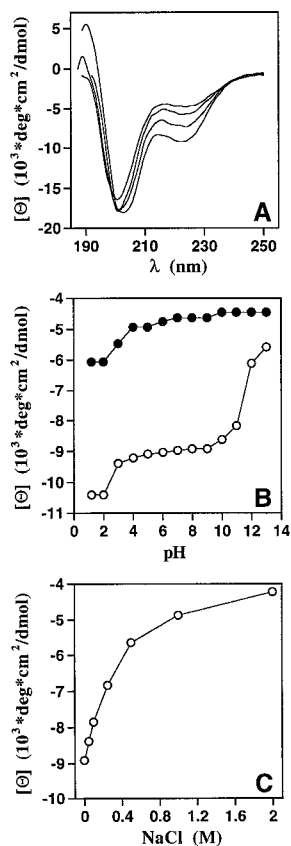 5
0
-5
-10
-15
-20
[Θ] (10³*deg*cm²/dmol)
190 210 230 250
λ (nm)
A
-4
-5
-6
-7
-8
-9
-10
-11
[Θ] (10³*deg*cm²/dmol)
0 2 4 6 8 10 12 14
pH
B
-4
-5
-6
-7
-8
-9
-10
[Θ] (10³*deg*cm²/dmol)
0 0.4 0.8 1.2 1.6 2
NaCl (M)
C